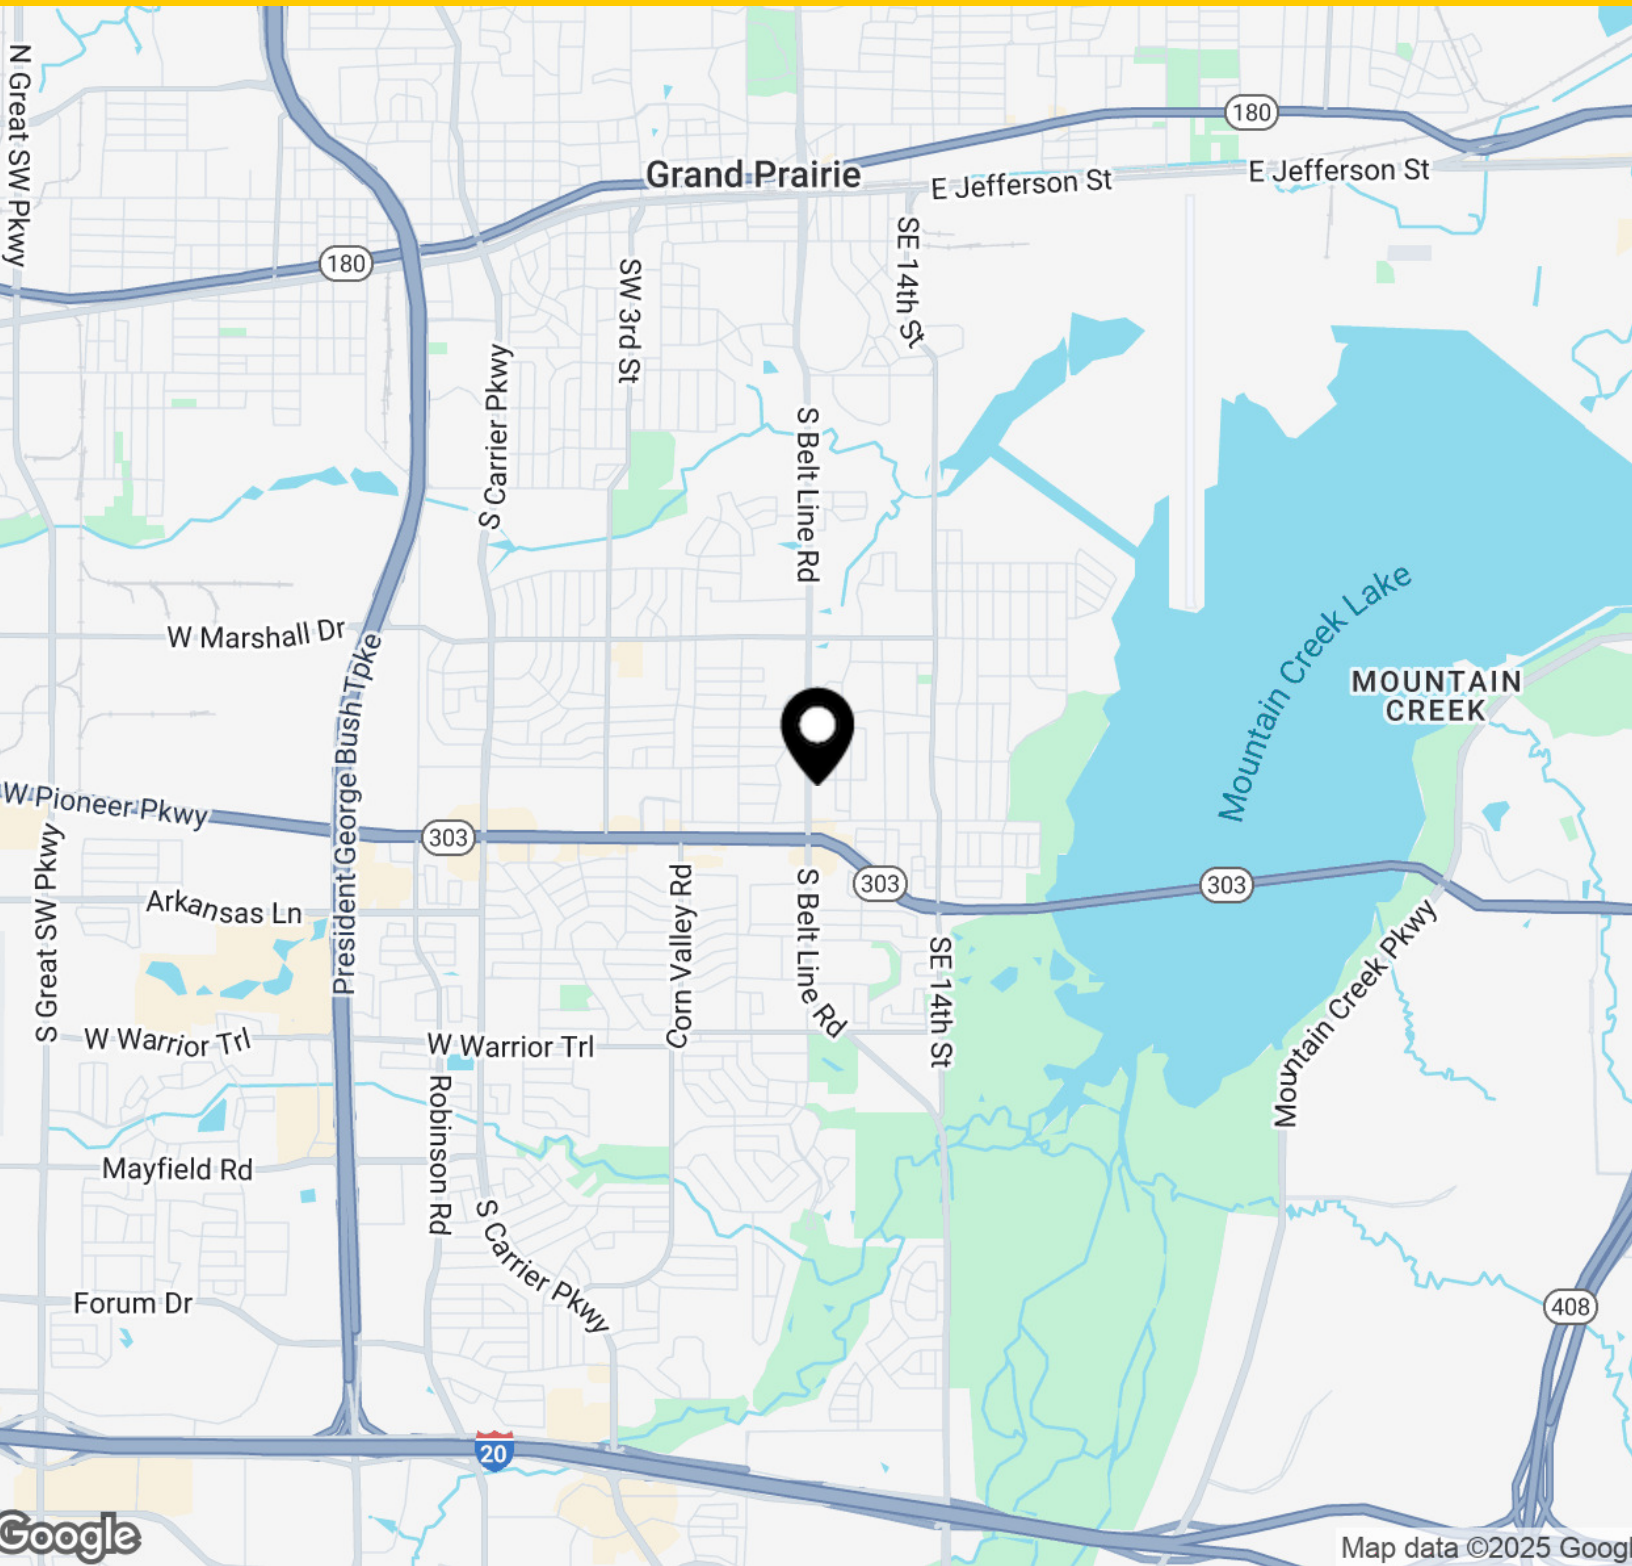 N Great SW Pkwy
180
Grand Prairie
E Jefferson St
E Jefferson St
SE 14th St
180
SW 3rd St
S Carrier Pkwy
S Belt Line Rd
Mountain Creek Lake
W Marshall Dr
President George Bush Tpke
MOUNTAIN
CREEK
W Pioneer Pkwy
303
303
303
S Great SW Pkwy
Arkansas Ln
Corn Valley Rd
S Belt Line Rd
SE 14th St
Mountain Creek Pkwy
W Warrior Trl
W Warrior Trl
Robinson Rd
Mayfield Rd
S Carrier Pkwy
Forum Dr
408
20
Google
Map data ©2025 Googl